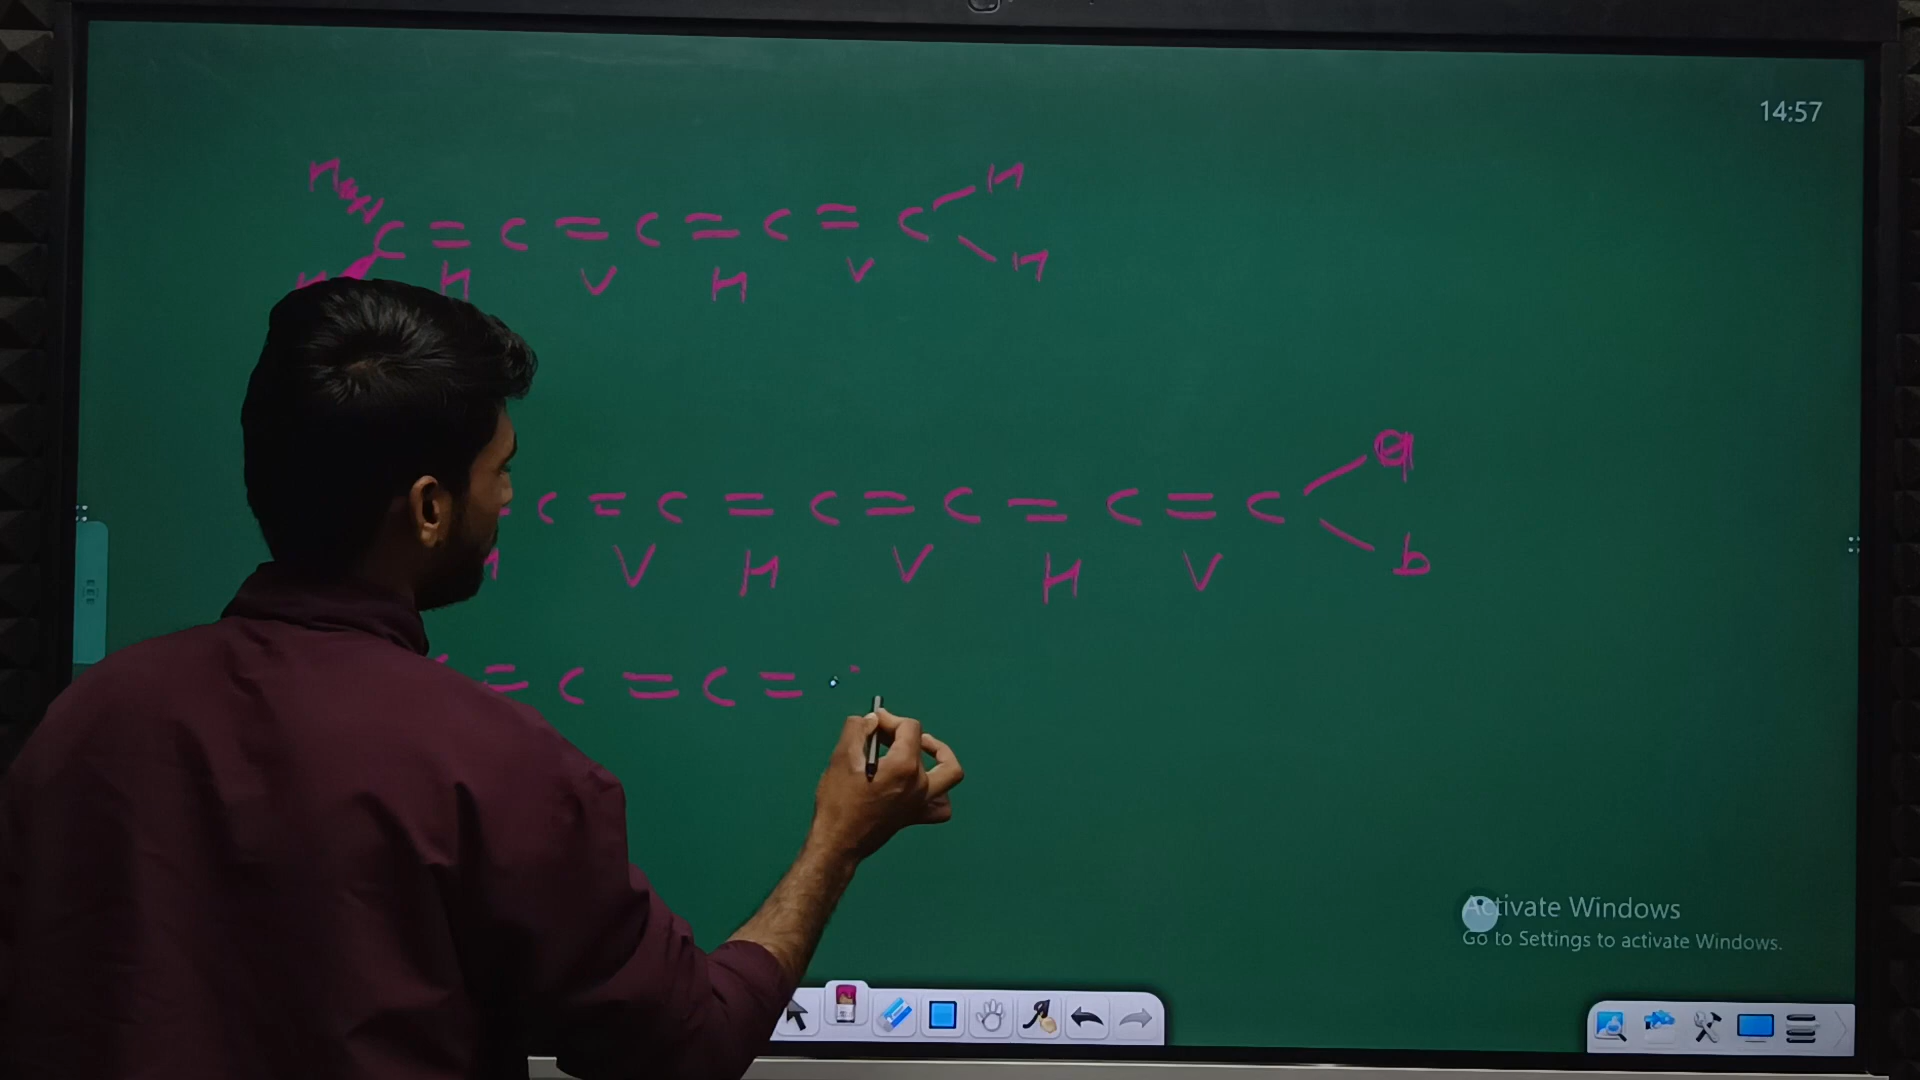 14:57
H H
C = C = C = C = C
H H V H V H
= C = C = C = C = C = C a
H V H V H V b
= C = C =
Activate Windows
Go to Settings to activate Windows.